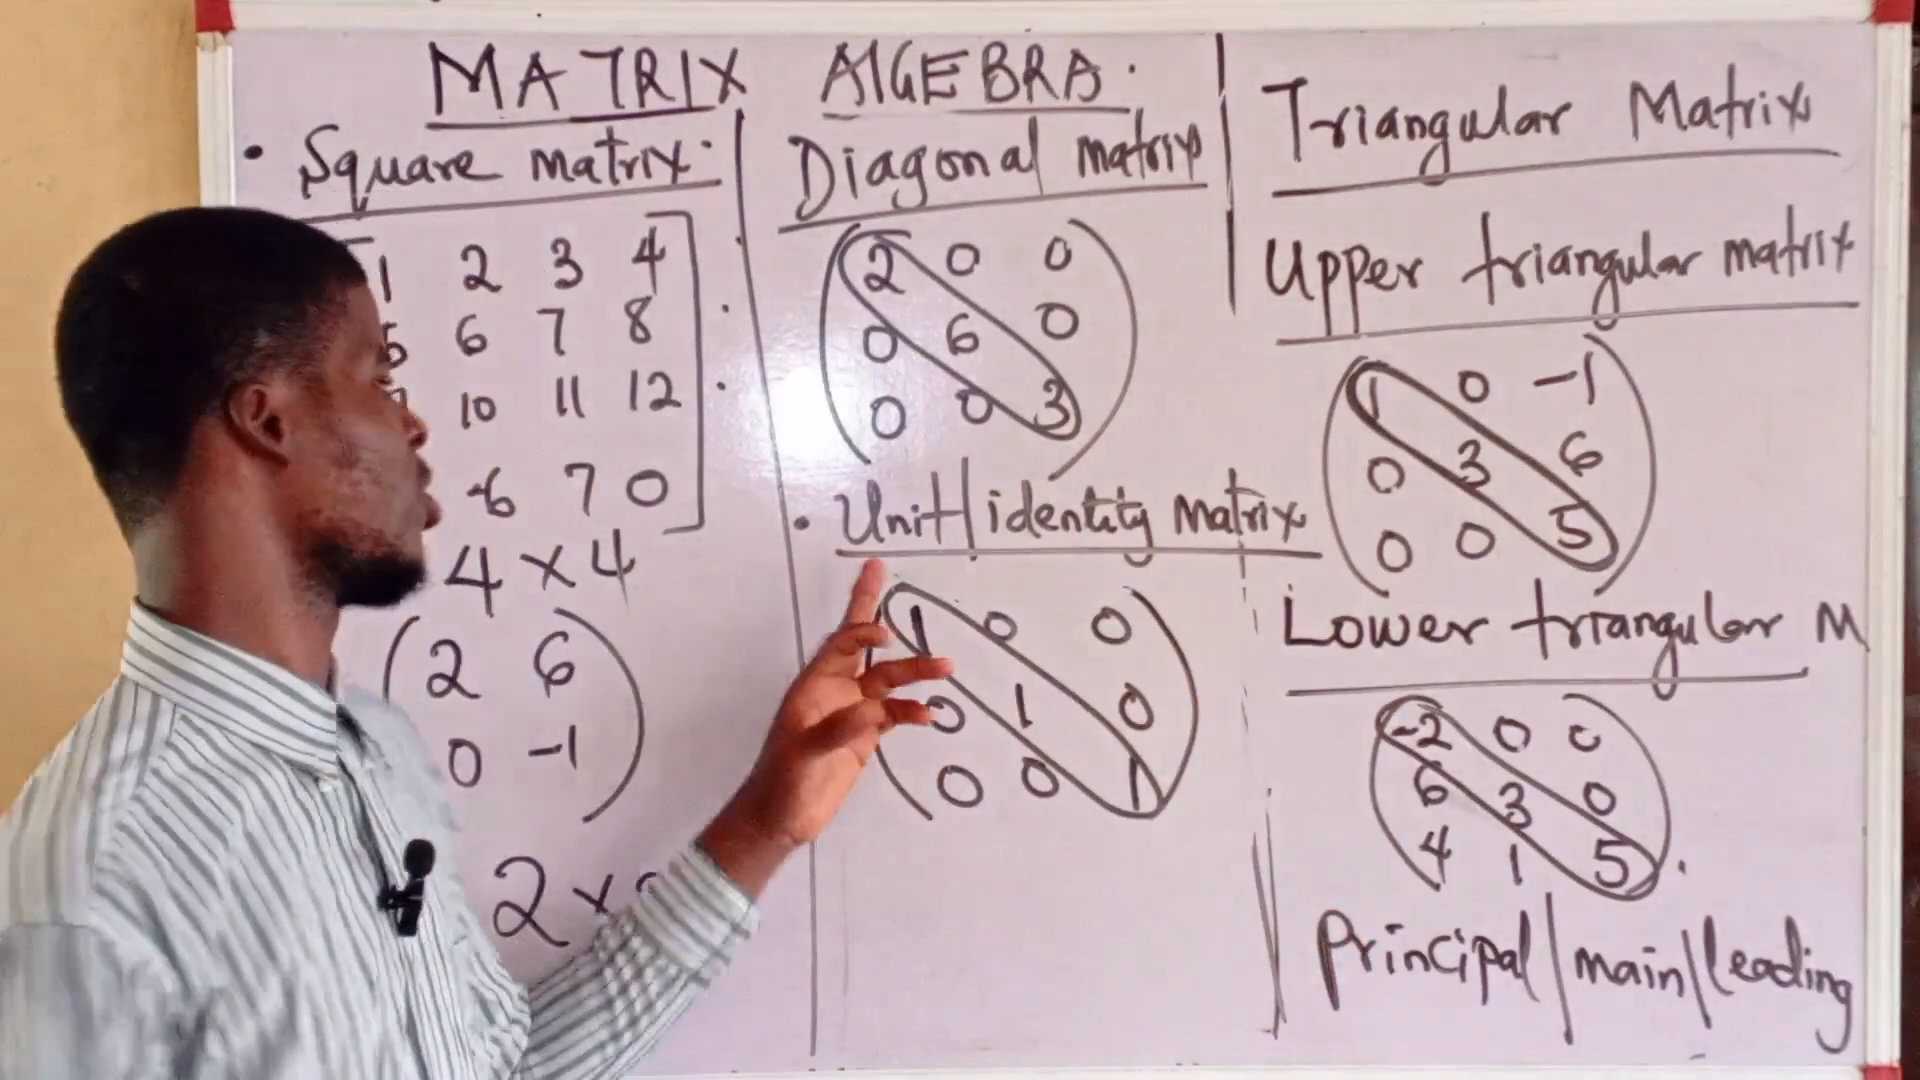 MATRIX ALGEBRA.
• Square matrix.
1 2 3 4
5 6 7 8
10 11 12
-6 7 0
4 × 4
2 6
0 -1
2 ×
Diagonal matrix
2 0 0
0 6 0
0 0 3
• Unit/identity Matrix
1 0 0
0 1 0
0 0 1
Triangular Matrix
Upper triangular matrix
1 0 -1
0 3 6
0 0 5
Lower triangular M
-2 0 0
6 3 0
4 1 5
Principal/main/leading